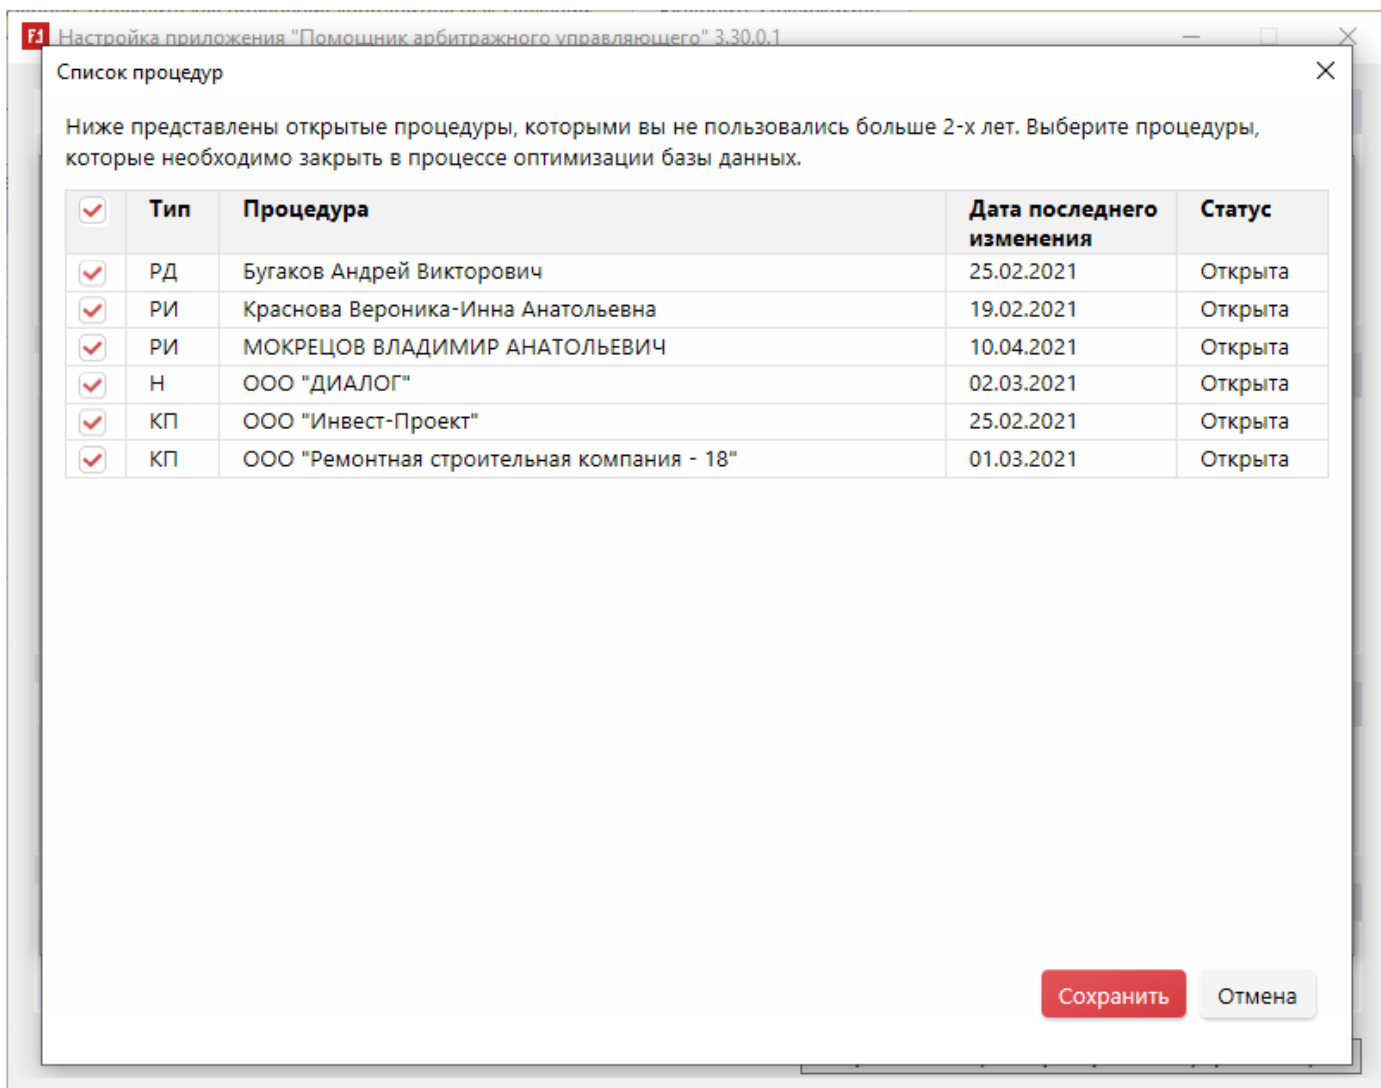 Настройка приложения "Помощник арбитражного управляющего" 3.30.0.1
Список процедур
Ниже представлены открытые процедуры, которыми вы не пользовались больше 2-х лет. Выберите процедуры,
которые необходимо закрыть в процессе оптимизации базы данных.
Тип Процедура Дата последнего изменения Статус
РД Бугаков Андрей Викторович 25.02.2021 Открыта
РИ Краснова Вероника-Инна Анатольевна 19.02.2021 Открыта
РИ МОКРЕЦОВ ВЛАДИМИР АНАТОЛЬЕВИЧ 10.04.2021 Открыта
Н ООО "ДИАЛОГ" 02.03.2021 Открыта
КП ООО "Инвест-Проект" 25.02.2021 Открыта
КП ООО "Ремонтная строительная компания - 18" 01.03.2021 Открыта
Сохранить Отмена